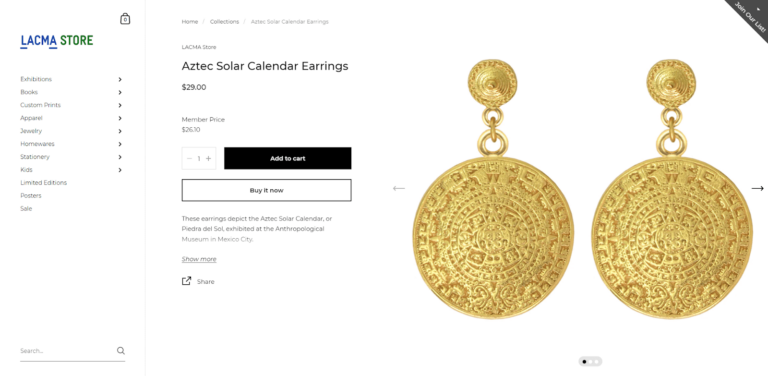 0
LACMA STORE
Exhibitions
Books
Custom Prints
Apparel
Jewelry
Homewares
Stationery
Kids
Limited Editions
Posters
Sale
Search...
Home / Collections / Aztec Solar Calendar Earrings
LACMA Store
Aztec Solar Calendar Earrings
$29.00
Member Price
$26.10
− 1 +
Add to cart
Buy it now
These earrings depict the Aztec Solar Calendar, or
Piedra del Sol, exhibited at the Anthropological
Museum in Mexico City.
Show more
Share
Join Our List!